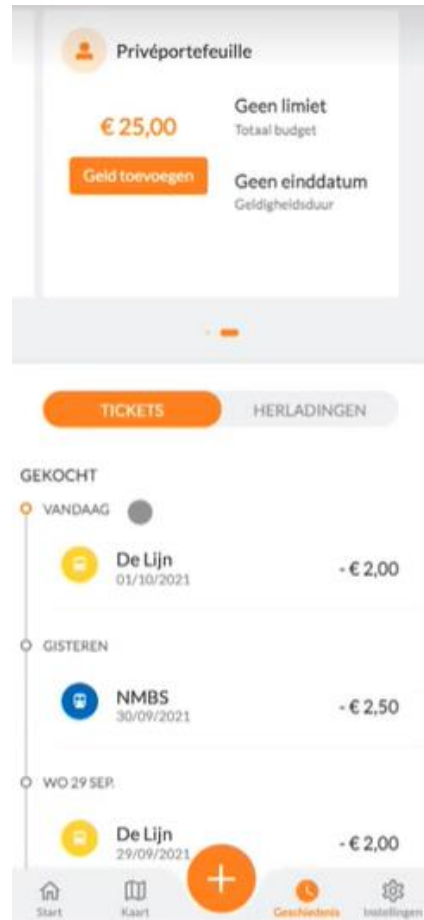 Privéportefeuille
€ 25,00
Geen limiet
Totaal budget
Geld toevoegen
Geen einddatum
Geldigheidsduur
TICKETS
HERLADINGEN
GEKOCHT
VANDAAG
De Lijn
- € 2,00
01/10/2021
GISTEREN
NMBS
- € 2,50
30/09/2021
WO 29 SEP.
De Lijn
- € 2,00
29/09/2021
Start
Kaart
Geschiedenis
Instellingen